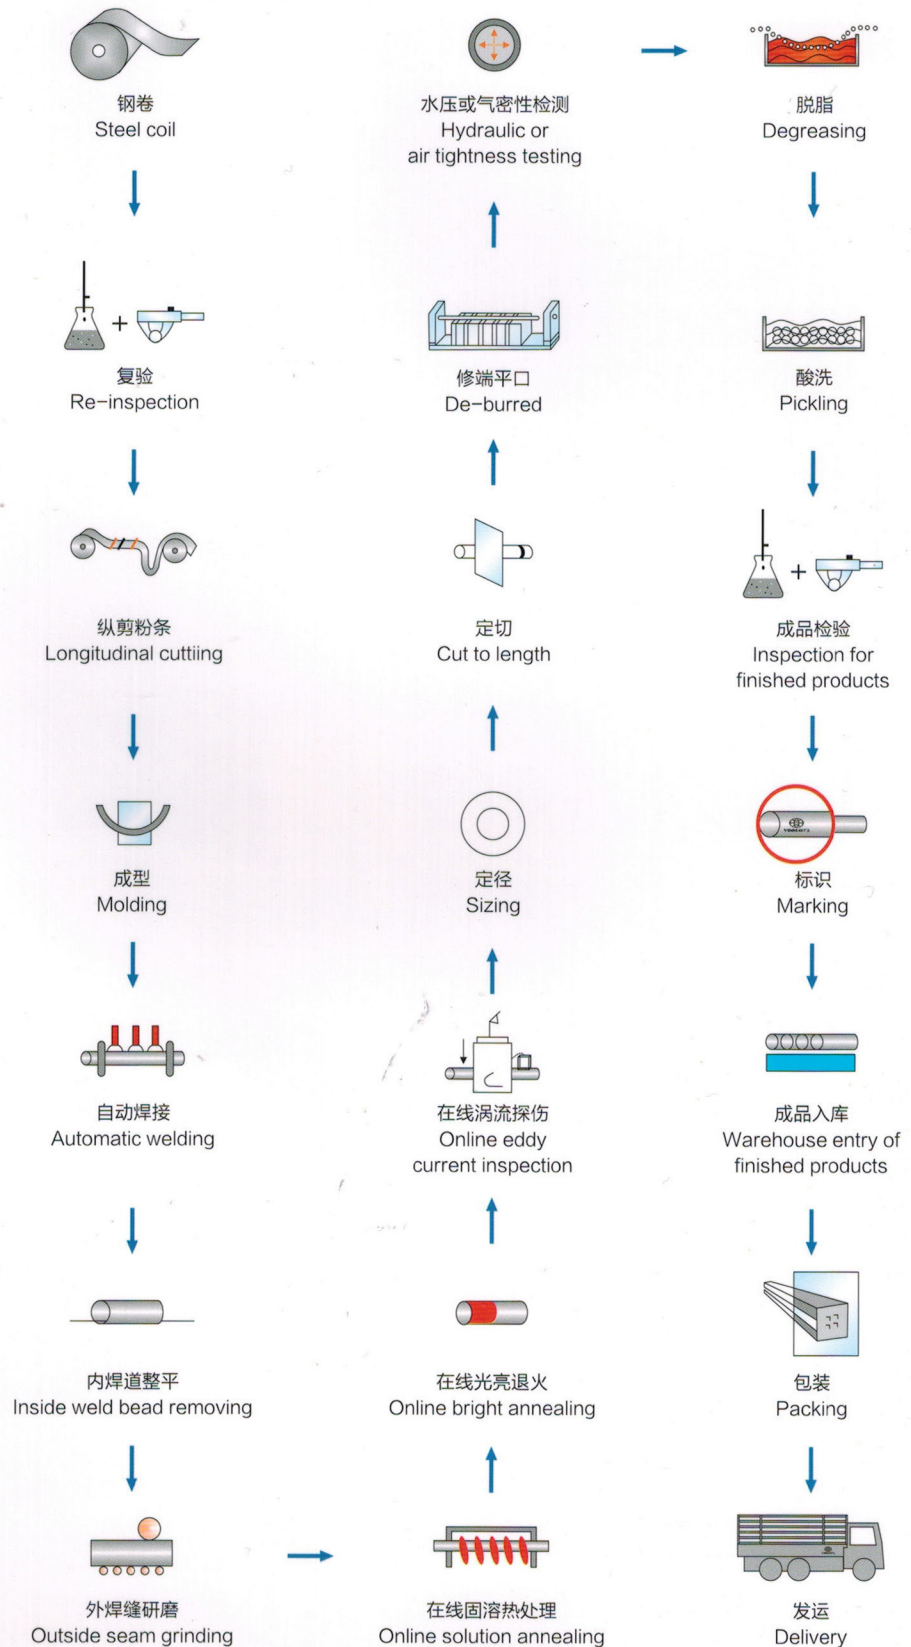 钢卷
Steel coil
复验
Re-inspection
纵剪粉条
Longitudinal cuttiing
成型
Molding
自动焊接
Automatic welding
内焊道整平
Inside weld bead removing
外焊缝研磨
Outside seam grinding
在线固溶热处理
Online solution annealing
在线光亮退火
Online bright annealing
在线涡流探伤
Online eddy
current inspection
定径
Sizing
定切
Cut to length
修端平口
De-burred
水压或气密性检测
Hydraulic or
air tightness testing
脱脂
Degreasing
酸洗
Pickling
成品检验
Inspection for
finished products
标识
Marking
成品入库
Warehouse entry of
finished products
包装
Packing
发运
Delivery